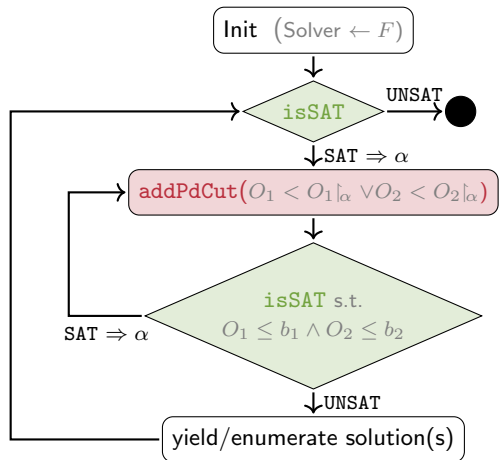 Init (Solver ← F)
isSAT
UNSAT
SAT ⇒ α
addPdCut(O₁ < O₁↾α ∨O₂ < O₂↾α)
isSAT s.t.
O₁ ≤ b₁ ∧ O₂ ≤ b₂
SAT ⇒ α
UNSAT
yield/enumerate solution(s)